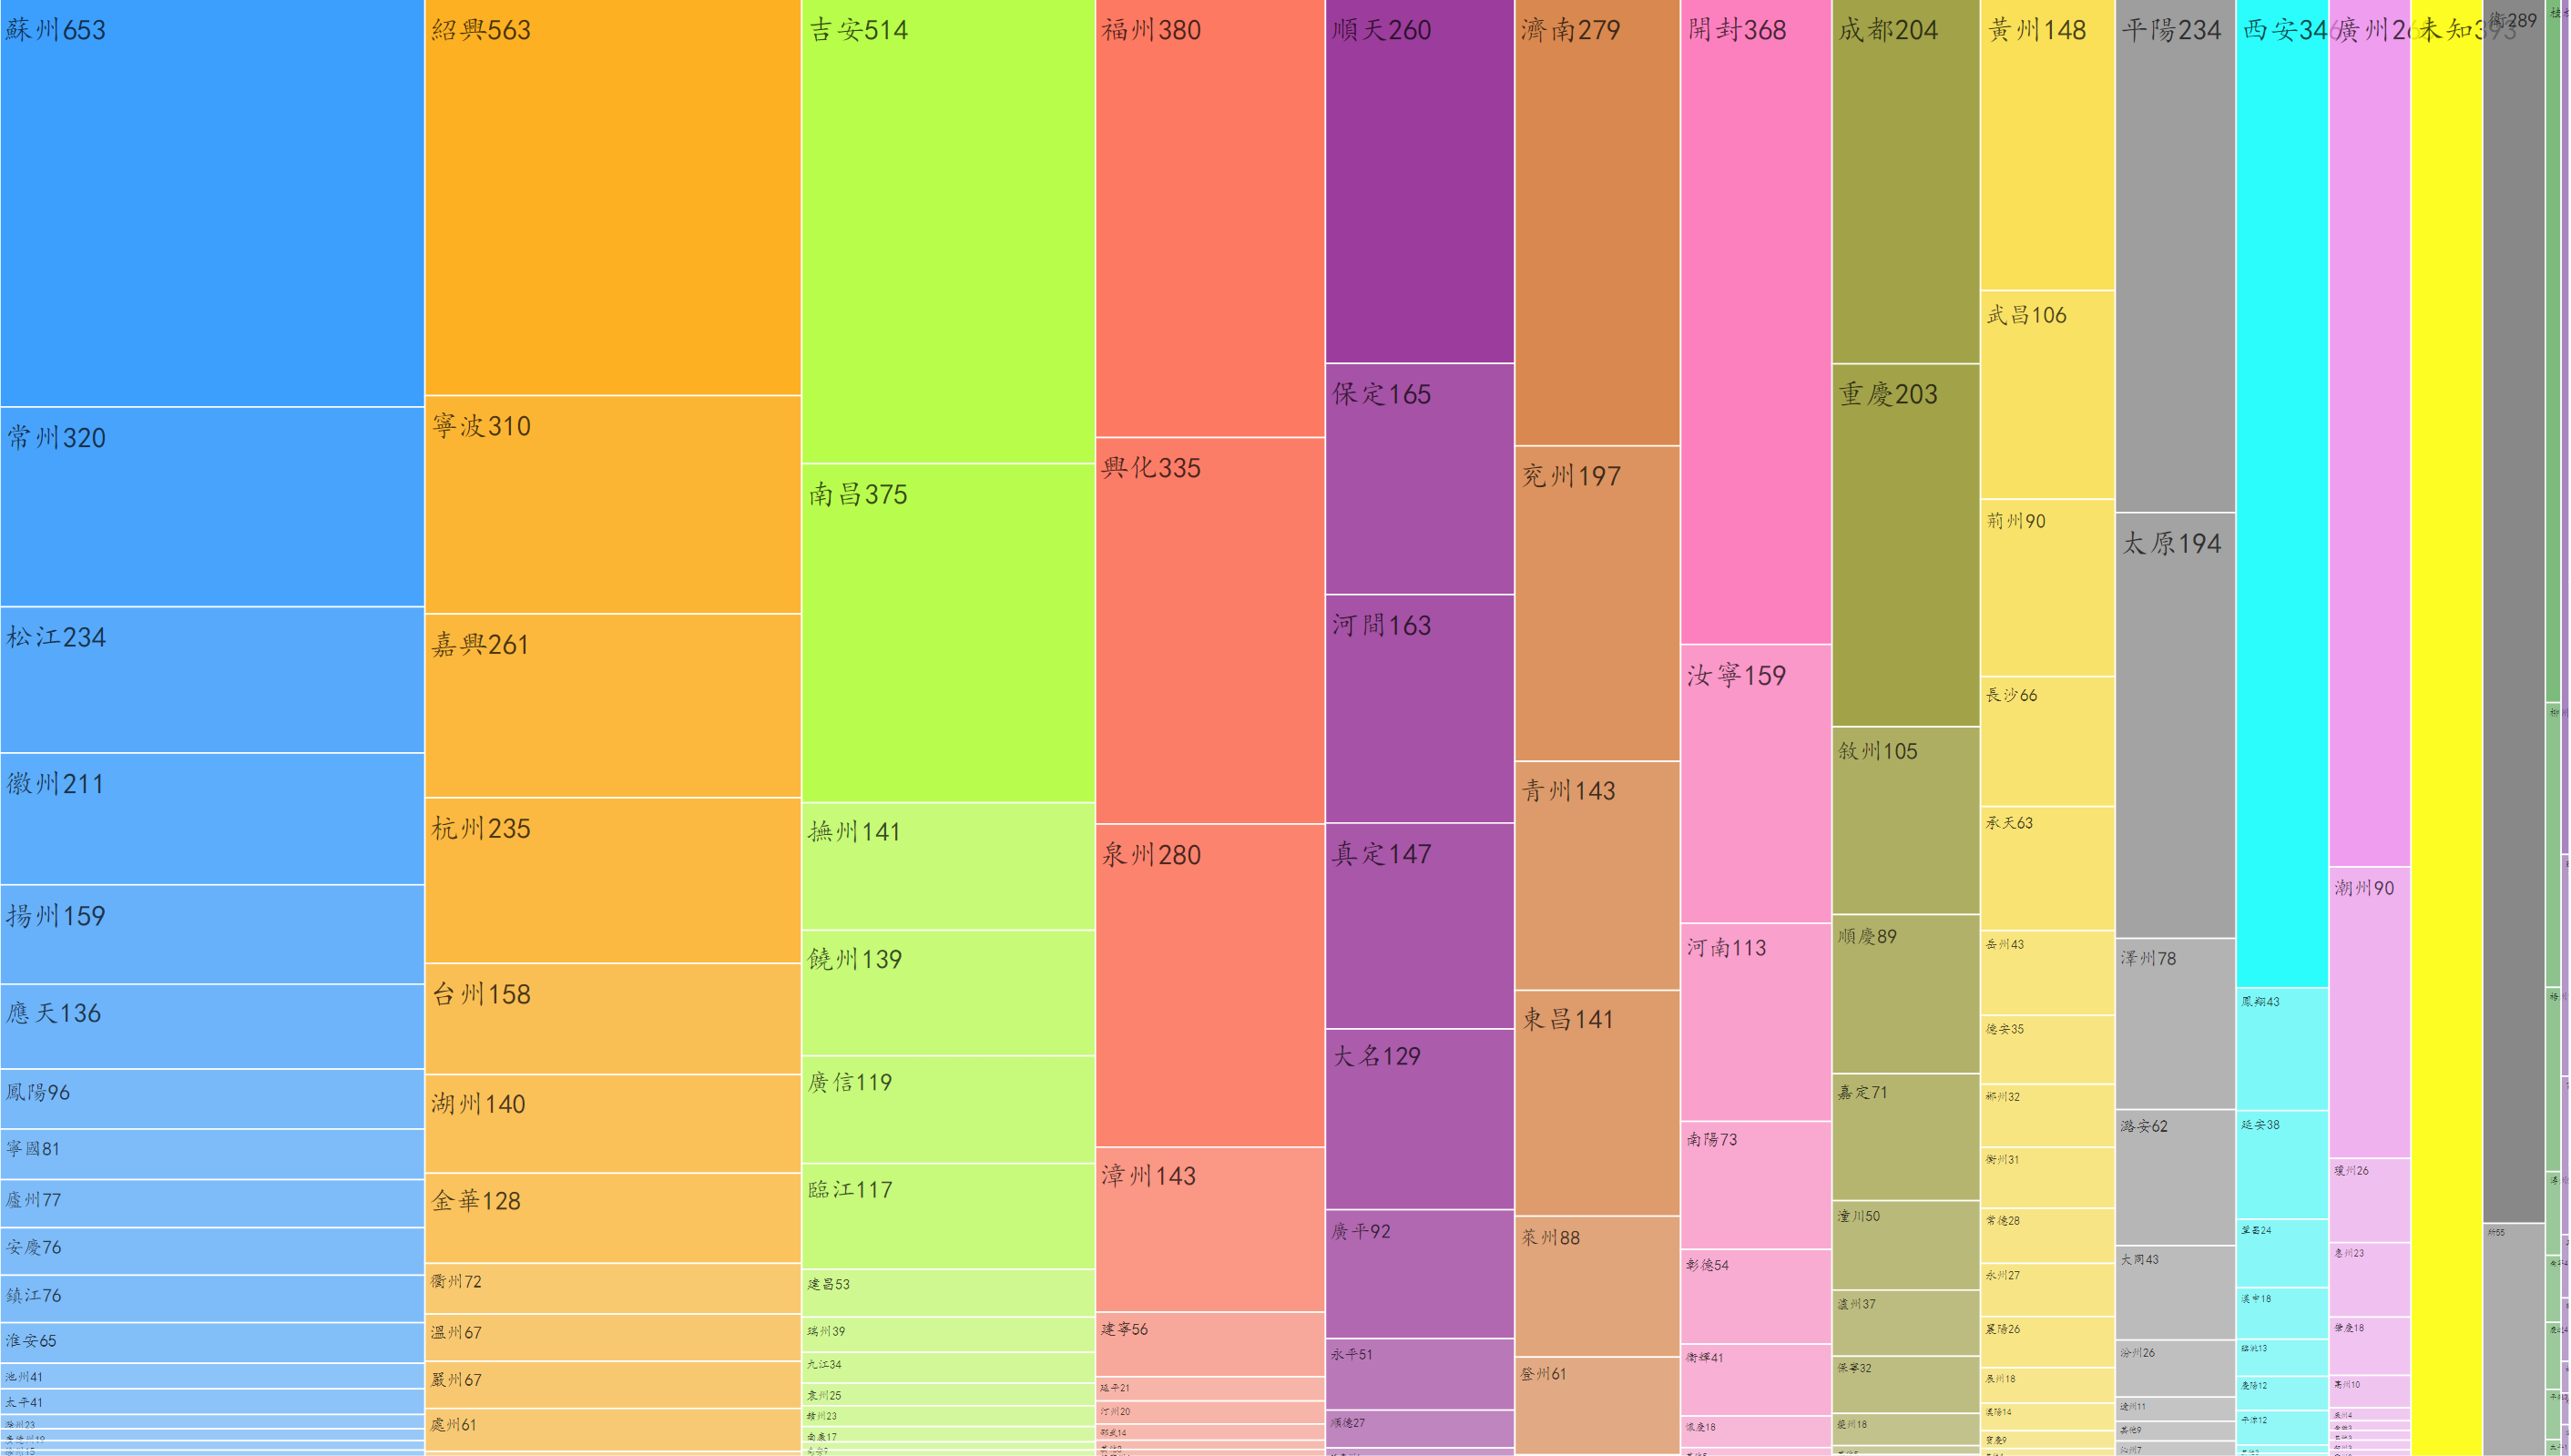 蘇州653
常州320
松江234
徽州211
揚州159
應天136
鳳陽96
寧國81
廬州77
安慶76
鎮江76
淮安65
池州41
太平41
滁州23
紹興563
寧波310
嘉興261
杭州235
台州158
湖州140
金華128
衢州72
溫州67
嚴州67
處州61
吉安514
南昌375
撫州141
饒州139
廣信119
臨江117
建昌53
瑞州39
九江34
袁州25
贛州23
南康17
福州380
興化335
泉州280
漳州143
建寧56
延平21
汀州20
邵武14
順天260
保定165
河間163
真定147
大名129
廣平92
永平51
順德27
濟南279
兖州197
青州143
東昌141
萊州88
登州61
開封368
汝寧159
河南113
南陽73
彰德54
衛輝41
懷慶18
成都204
重慶203
敘州105
順慶89
嘉定71
潼川50
瀘州37
保寧32
夔州18
黃州148
武昌106
荊州90
長沙66
承天63
岳州43
德安35
郴州32
衡州31
常德28
永州27
襄陽26
辰州18
漢陽14
寶慶9
平陽234
太原194
澤州78
潞安62
大同43
汾州26
遼州11
其他9
沁州7
西安346
鳳翔43
延安38
鞏昌24
漢中18
臨洮13
慶陽12
平涼12
廣州26
潮州90
瓊州26
惠州23
肇慶18
高州10
未知393
衛289
所55